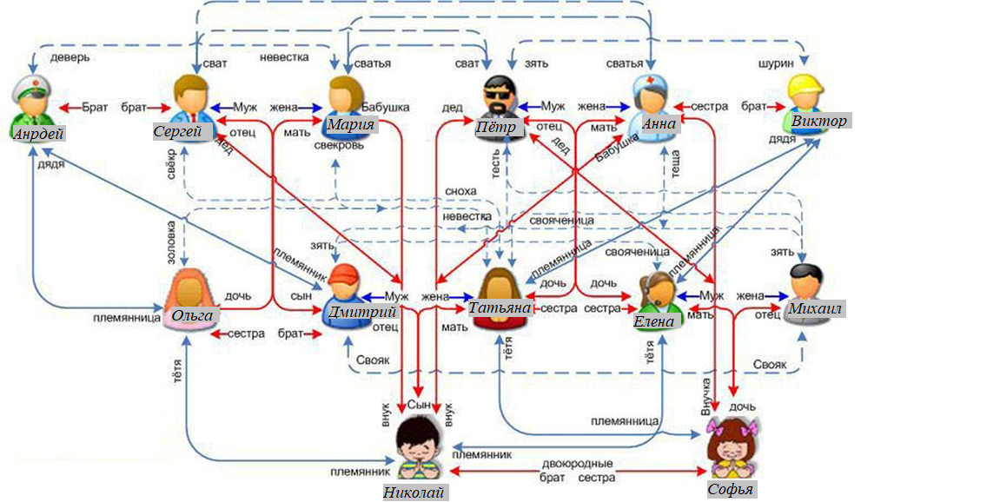 деверь
невестка
сват
сватья
сват
зять
сватья
шурин
Брат
брат
Муж
жена
Бабушка
дед
Муж
жена
сестра
брат
Анрдей
Сергей
Мария
Пётр
Анна
Виктор
отец
мать
отец
мать
дядя
дед
дед
Бабушка
свекровь
дядя
свёкр
тесть
теща
сноха
невестка
свояченица
золовка
зять
племянник
племянница
свояченица
племянница
зять
дочь
сын
Муж
жена
дочь
дочь
Муж
жена
Ольга
Дмитрий
Татьяна
сестра
сестра
Елена
Михаил
племянница
отец
мать
мать
отец
сестра
брат
тётя
Свояк
тётя
тётя
Свояк
внук
Сын
внук
Внучка
дочь
племянница
племянник
племянник
двоюродные
брат сестра
Николай
Софья